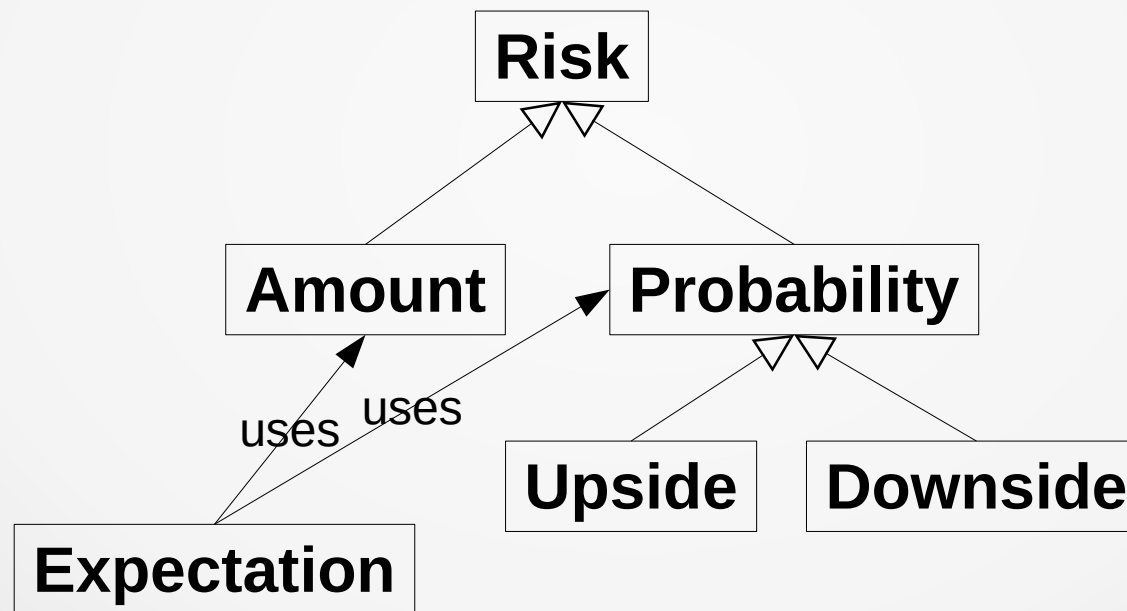 Risk
Amount
Probability
uses
uses
Upside
Downside
Expectation